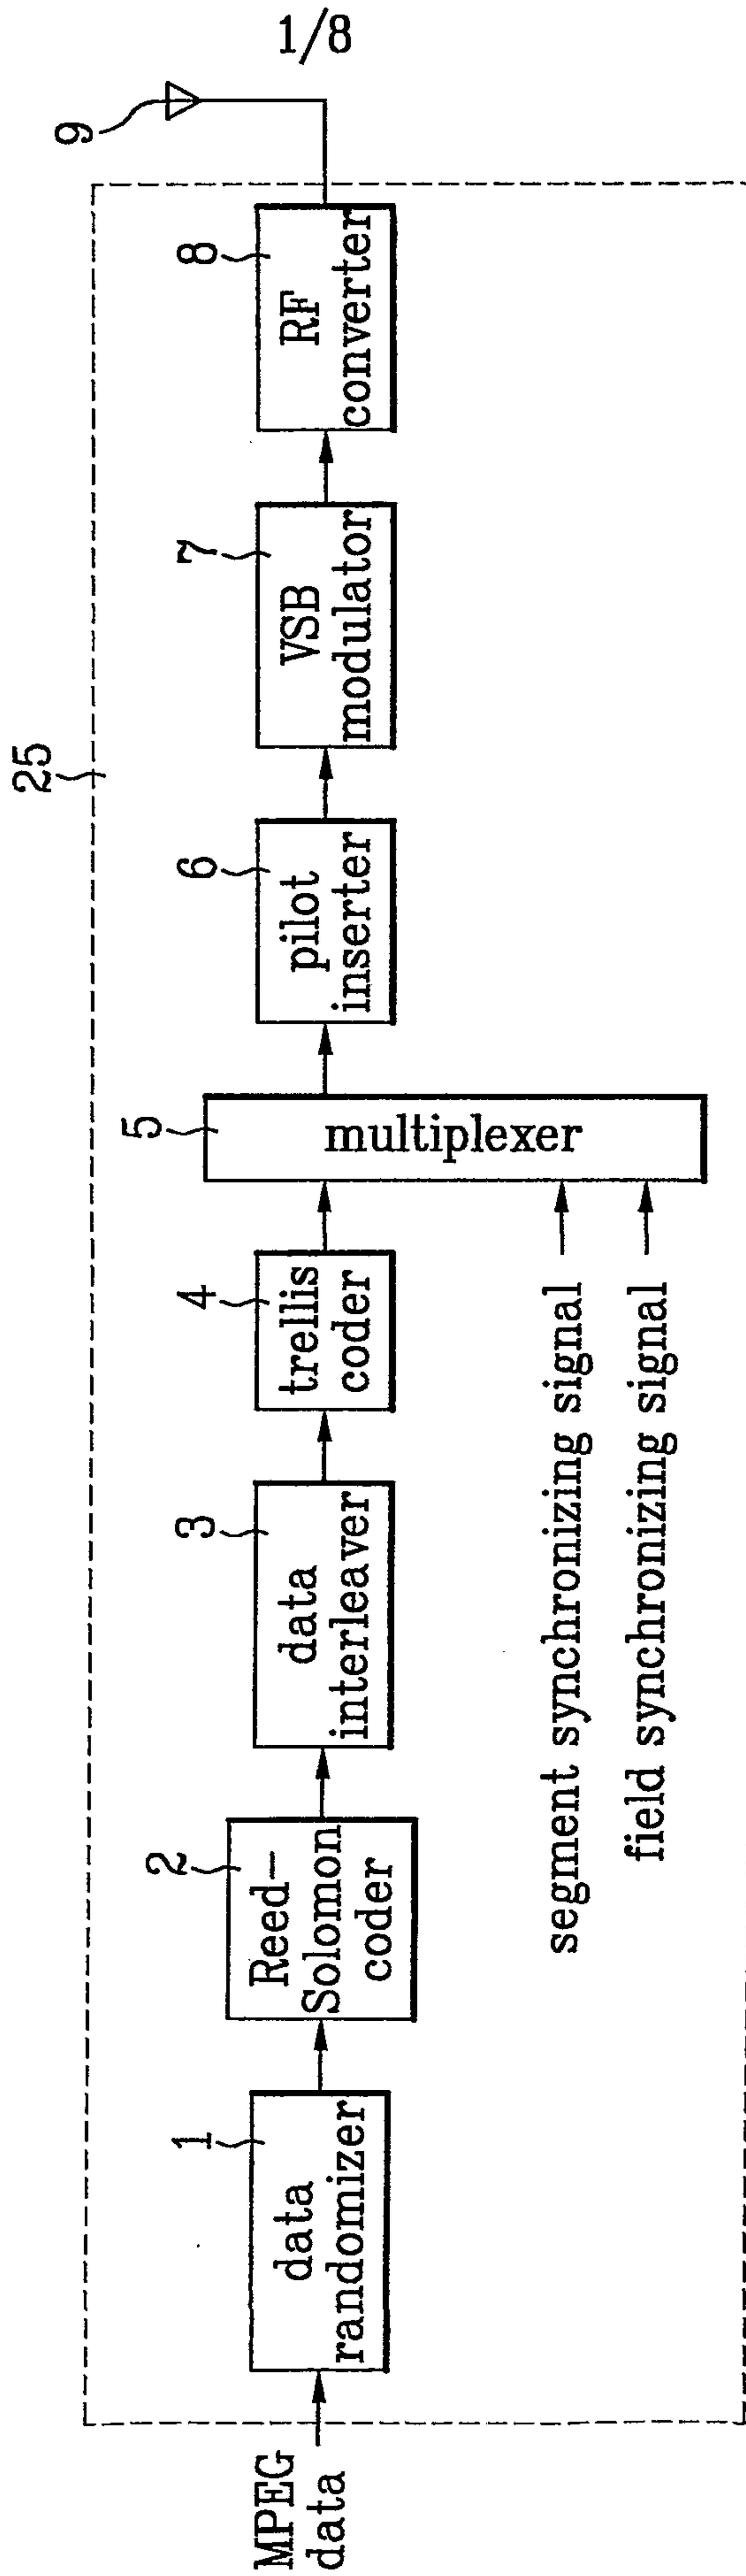 1/8
25
MPEG
data
1
data
randomizer
2
Reed-
Solomon
coder
3
data
interleaver
4
trellis
coder
5
multiplexer
segment synchronizing signal
field synchronizing signal
6
pilot
inserter
7
VSB
modulator
8
RF
converter
9